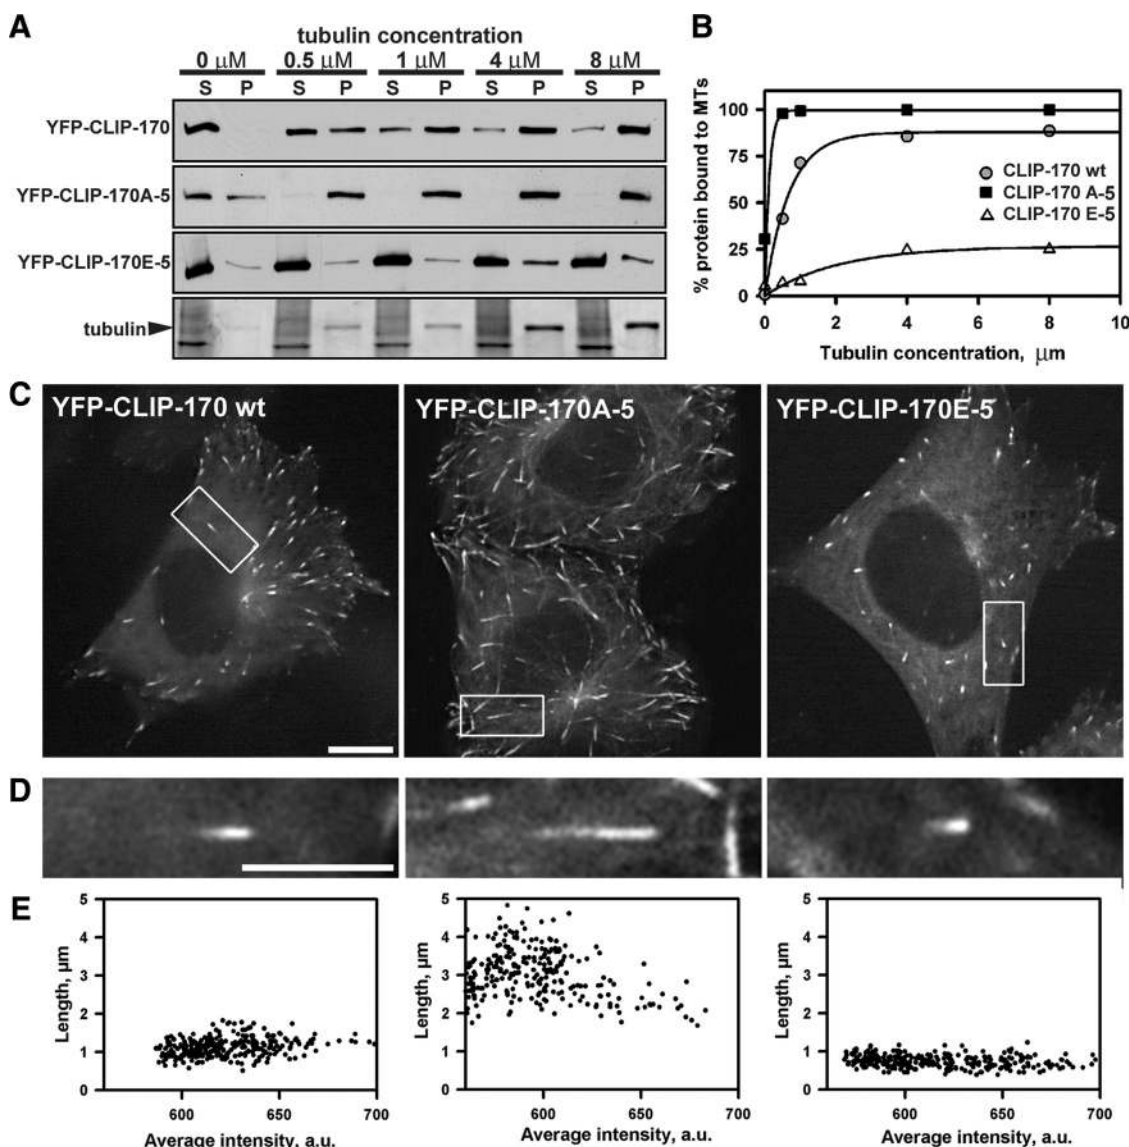 A
tubulin concentration
0 µM 0.5 µM 1 µM 4 µM 8 µM
S P S P S P S P S P
YFP-CLIP-170
YFP-CLIP-170A-5
YFP-CLIP-170E-5
tubulin
B
% protein bound to MTs
100
75
50
25
0
0 2 4 6 8 10
Tubulin concentration, µm
CLIP-170 wt
CLIP-170 A-5
CLIP-170 E-5
C
YFP-CLIP-170 wt
YFP-CLIP-170A-5
YFP-CLIP-170E-5
D
E
Length, µm
5
4
3
2
1
0
600 650 700
Average intensity, a.u.
Length, µm
5
4
3
2
1
0
600 650 700
Average intensity, a.u.
Length, µm
5
4
3
2
1
0
600 650 700
Average intensity, a.u.